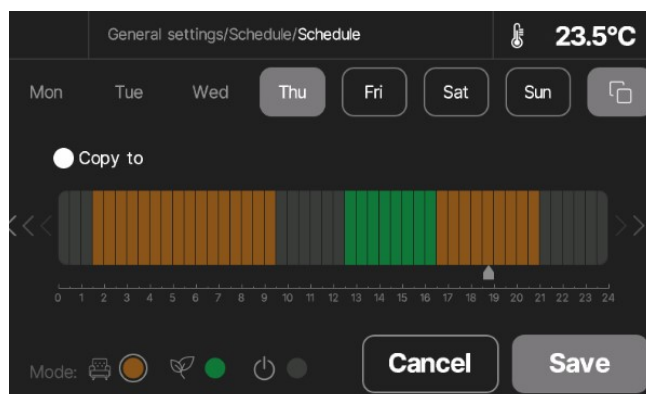 General settings/Schedule/Schedule 23.5°C
Mon Tue Wed Thu Fri Sat Sun
Copy to
0 1 2 3 4 5 6 7 8 9 10 11 12 13 14 15 16 17 18 19 20 21 22 23 24
Mode: Cancel Save